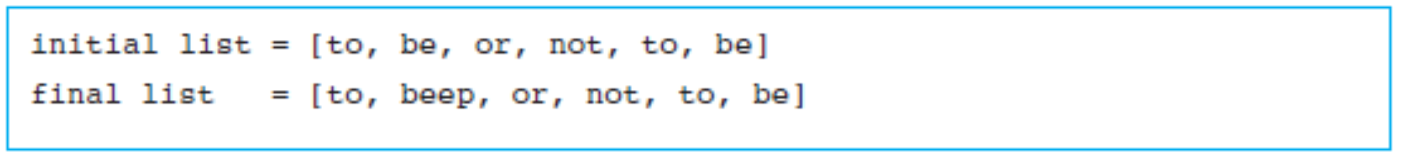 initial list = [to, be, or, not, to, be]
final list   = [to, beep, or, not, to, be]